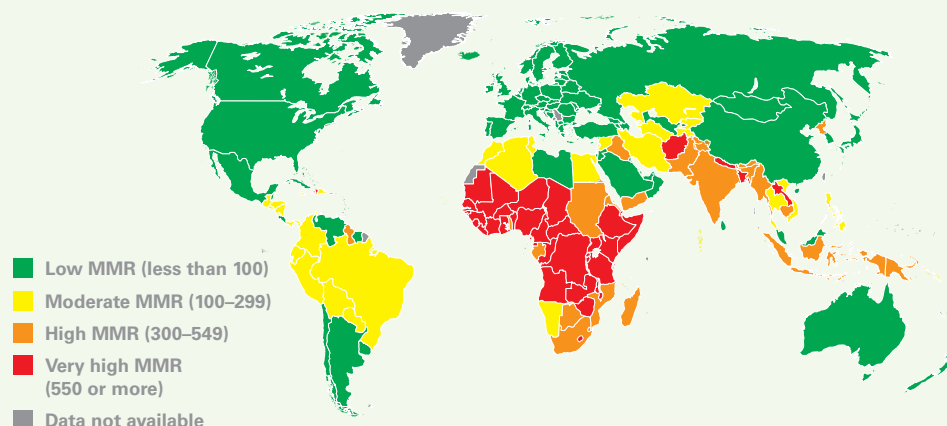 Low MMR (less than 100)
Moderate MMR (100–299)
High MMR (300–549)
Very high MMR
(550 or more)
Data not available